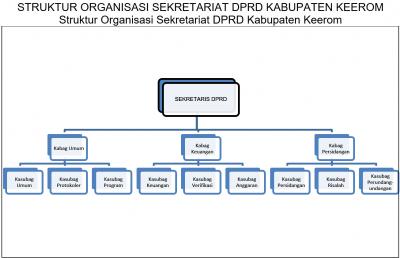 STRUKTUR ORGANISASI SEKRETARIAT DPRD KABUPATEN KEEROM
Struktur Organisasi Sekretariat DPRD Kabupaten Keerom
SEKRETARIS DPRD
Kabag Umum
Kabag
Keuangan
Kabag
Persidangan
Kasubag
Umum
Kasubag
Protokoler
Kasubag
Program
Kasubag
Keuangan
Kasubag
Verifikasi
Kasubag
Anggaran
Kasubag
Persidangan
Kasubag
Risalah
Kasubag
Perundang-
undangan